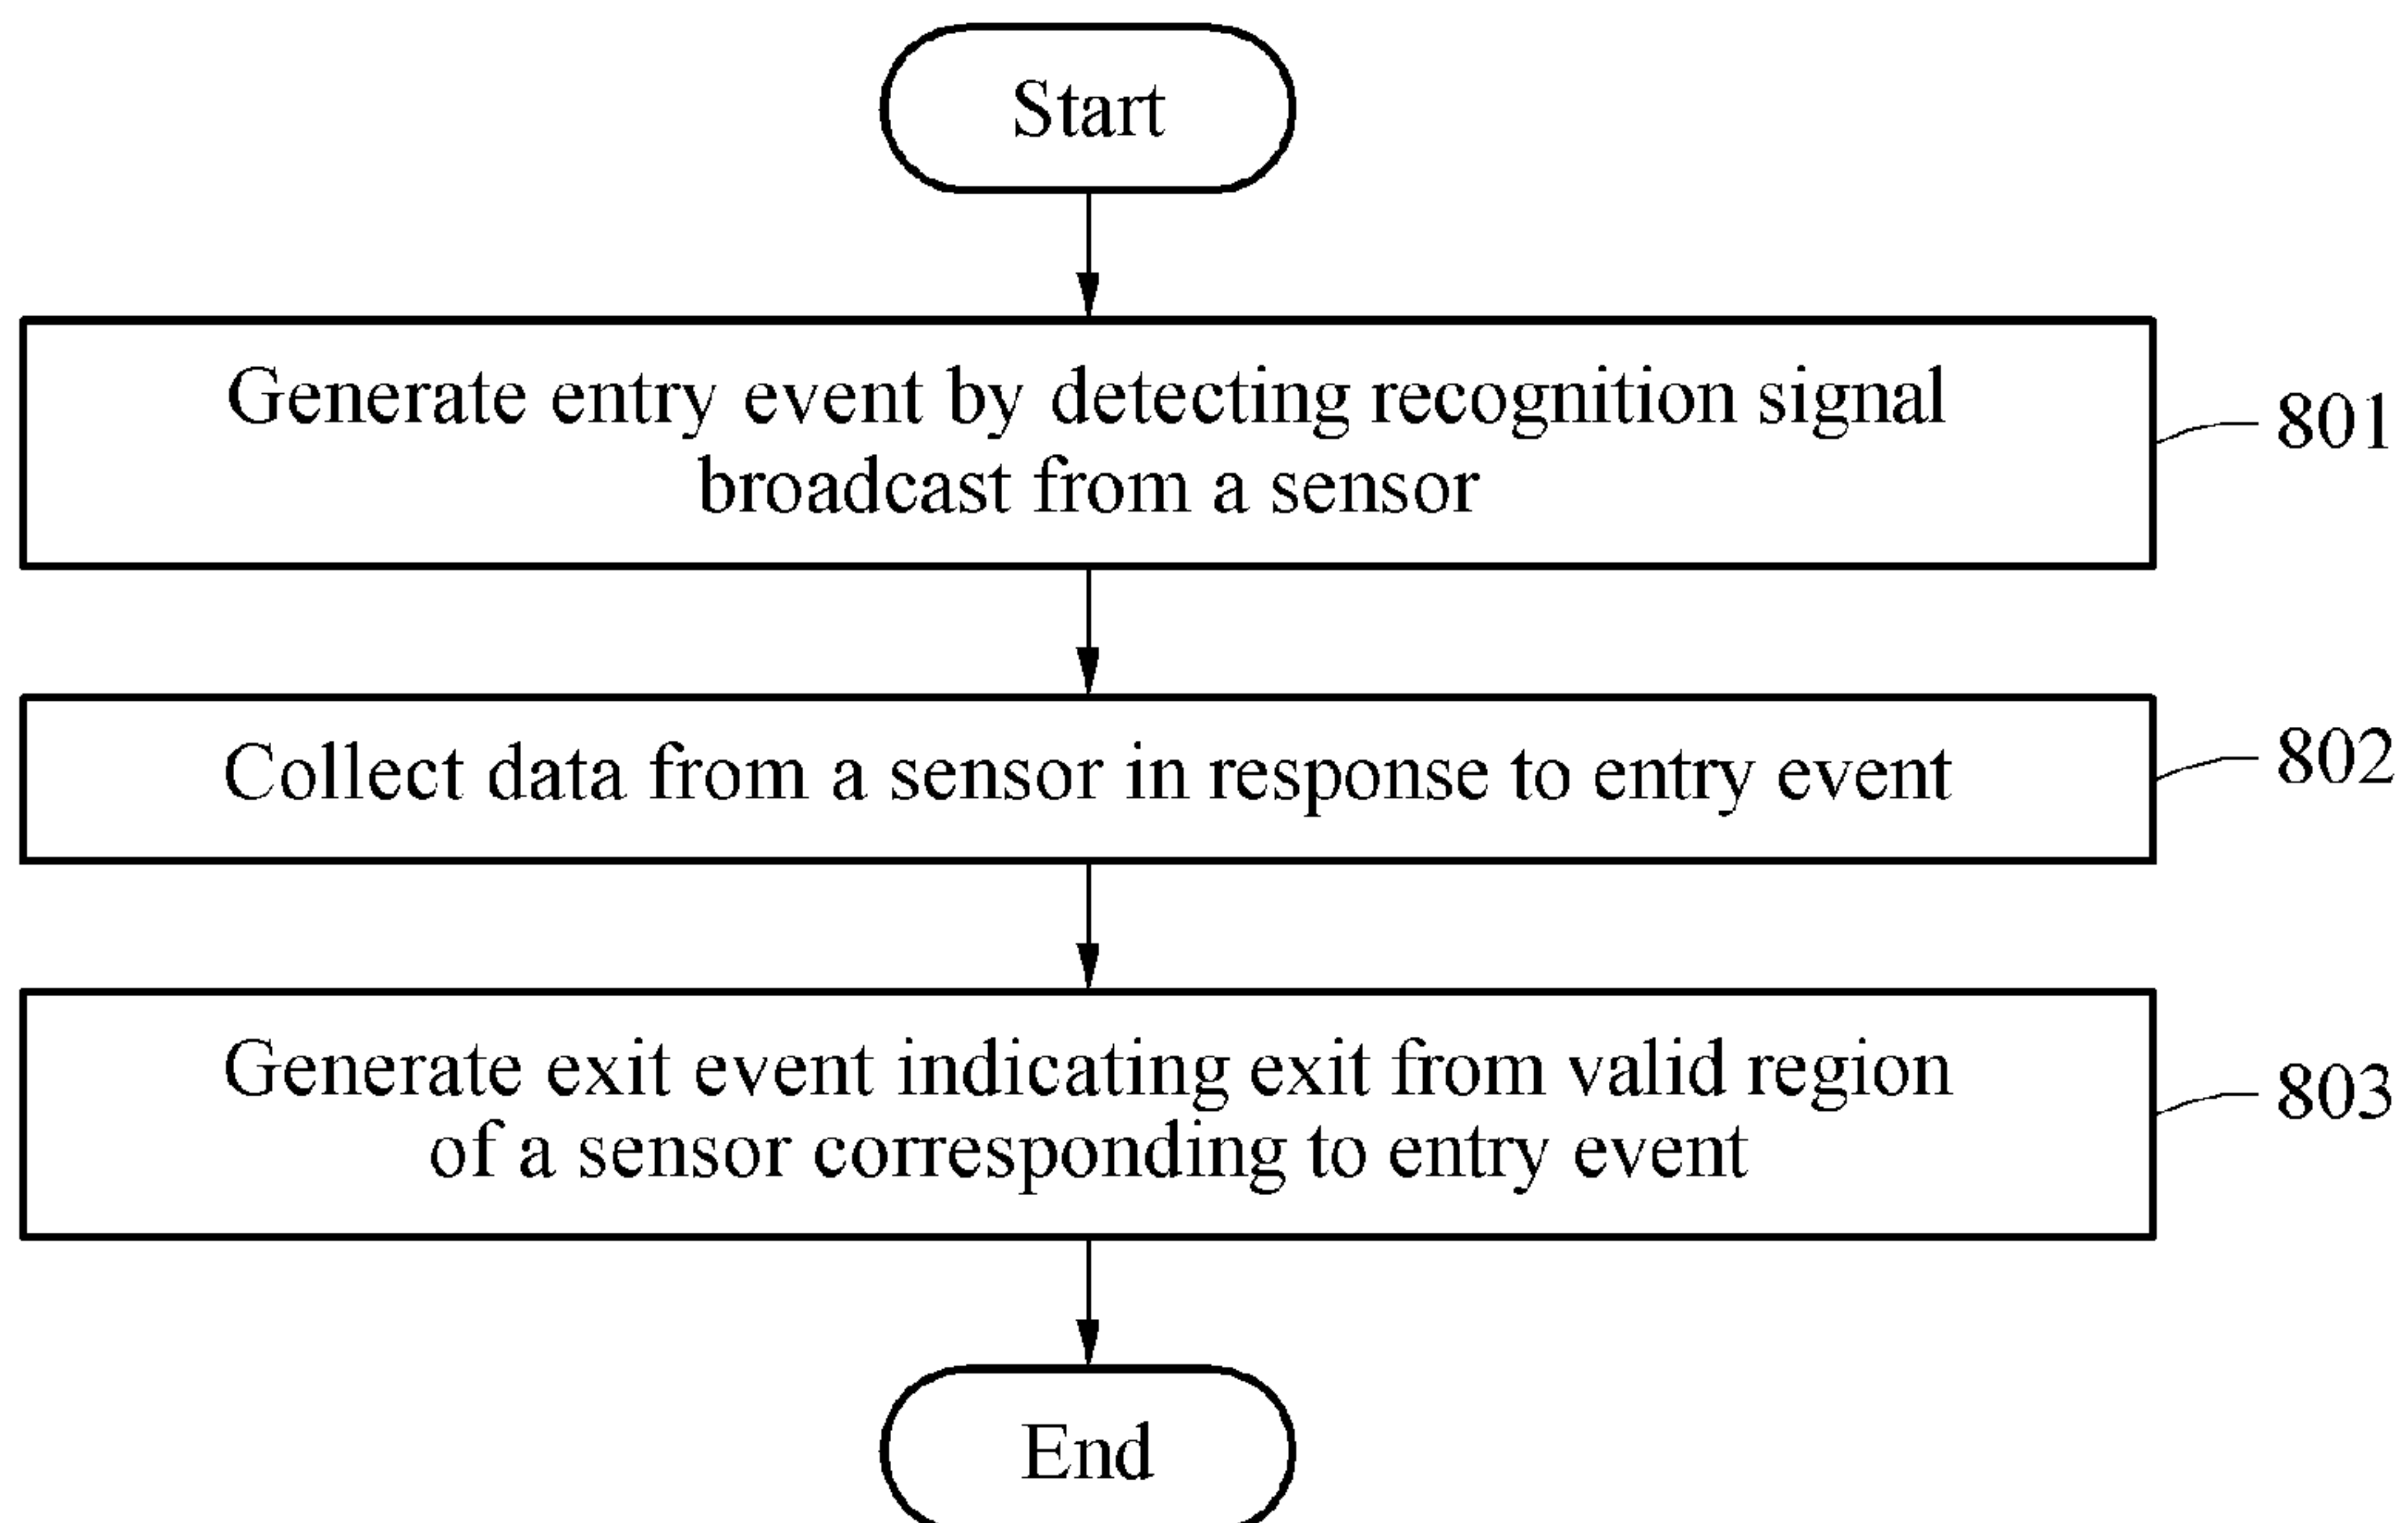 Start
Generate entry event by detecting recognition signal
broadcast from a sensor
801
Collect data from a sensor in response to entry event
802
Generate exit event indicating exit from valid region
of a sensor corresponding to entry event
803
End